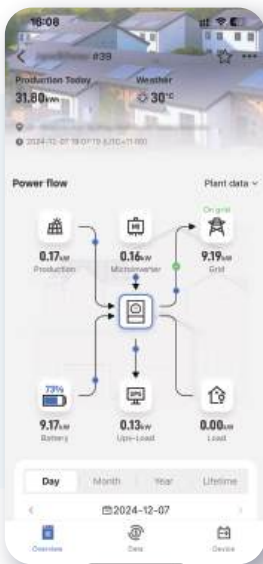 16:08
#39
Production Today
Weather
31.80kWh
30°C
Power flow
Plant data
On grid
0.17kW
0.16kW
9.19kW
Production
Microinverter
Grid
73%
UPS
9.17kW
0.13kW
0.00kW
Battery
Ups-Load
Load
Day
Month
Year
Lifetime
2024-12-07
Overview
Data
Device